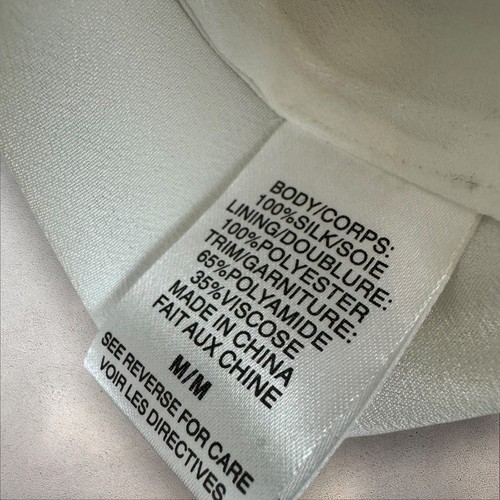 BODY/CORPS:
100%SILK/SOIE
LINING/DOUBLURE:
100%POLYESTER
TRIM/GARNITURE:
65%POLYAMIDE
35%VISCOSE
MADE IN CHINA
FAIT AUX CHINE
M/M
SEE REVERSE FOR CARE
VOIR LES DIRECTIVES